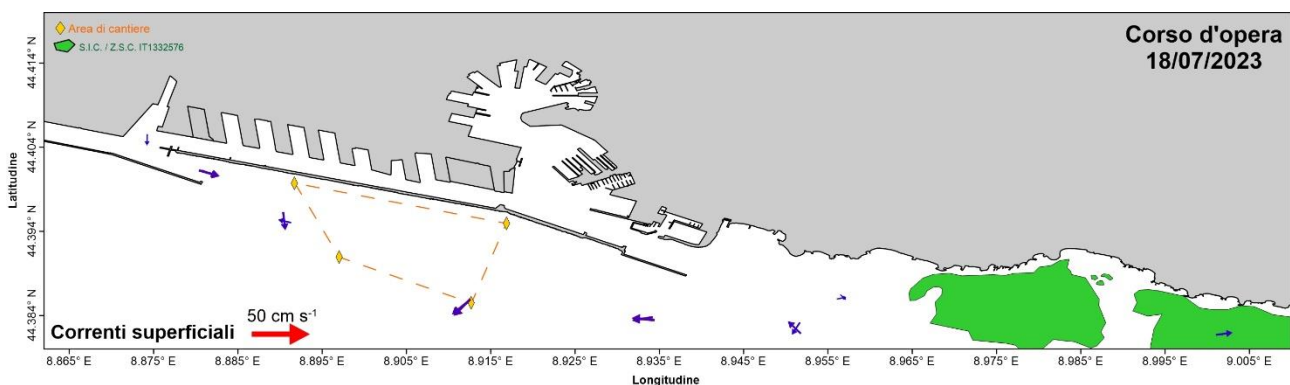 Area di cantiere
S.I.C. / Z.S.C. IT1332576
Corso d'opera
18/07/2023
44.414° N
44.404° N
44.394° N
44.384° N
Latitudine
Correnti superficiali
50 cm s⁻¹
8.865° E 8.875° E 8.885° E 8.895° E 8.905° E 8.915° E 8.925° E 8.935° E 8.945° E 8.955° E 8.965° E 8.975° E 8.985° E 8.995° E 9.005° E
Longitudine